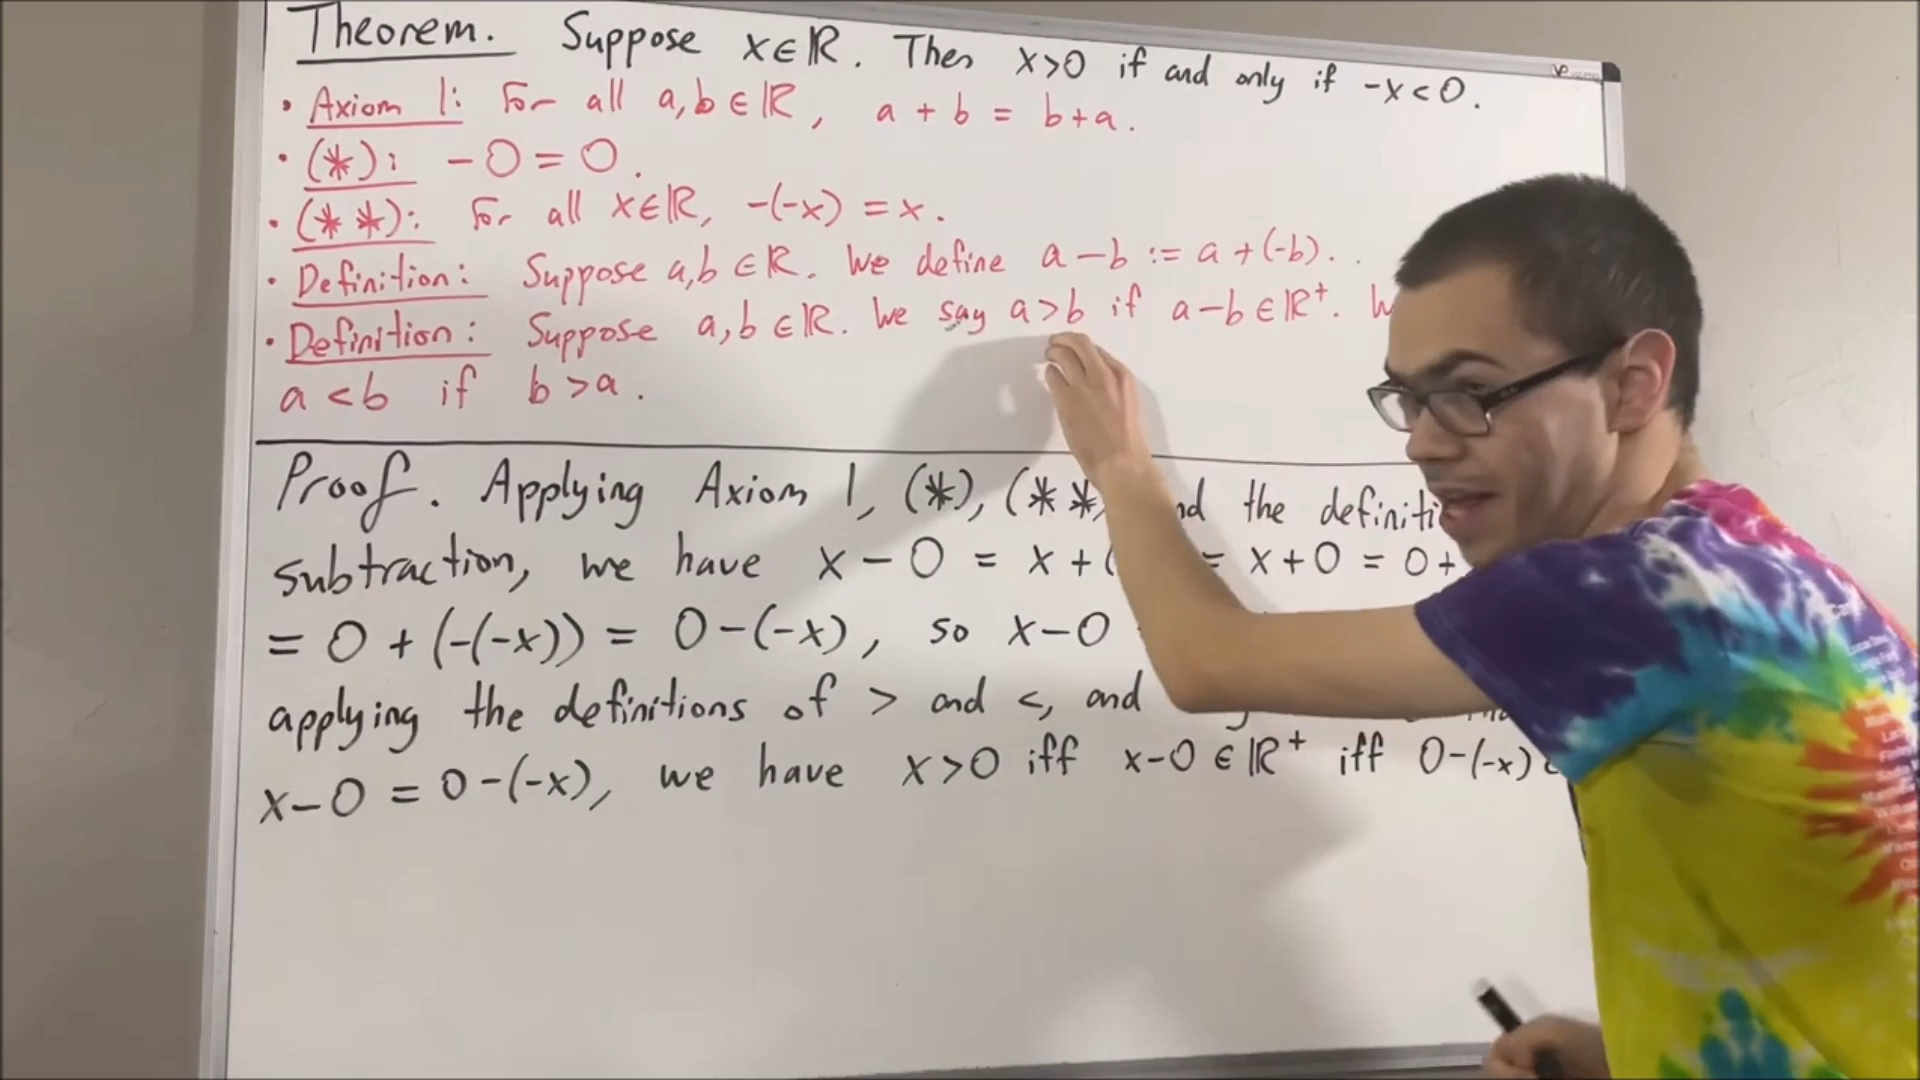 Theorem. Suppose x∈ℝ. Then x>0 if and only if -x<0.
• Axiom 1: For all a,b∈ℝ, a+b = b+a.
• (*): -0=0.
• (**): For all x∈ℝ, -(-x)=x.
• Definition: Suppose a,b∈ℝ. We define a-b:=a+(-b).
• Definition: Suppose a,b∈ℝ. We say a>b if a-b∈ℝ⁺. W
a<b if b>a.
Proof. Applying Axiom 1, (*), (** nd the definiti
subtraction, we have x-0 = x+( = x+0 = 0+
= 0+(-(-x)) = 0-(-x), so x-0
applying the definitions of > and <, and
x-0 = 0-(-x), we have x>0 iff x-0∈ℝ⁺ iff 0-(-x)